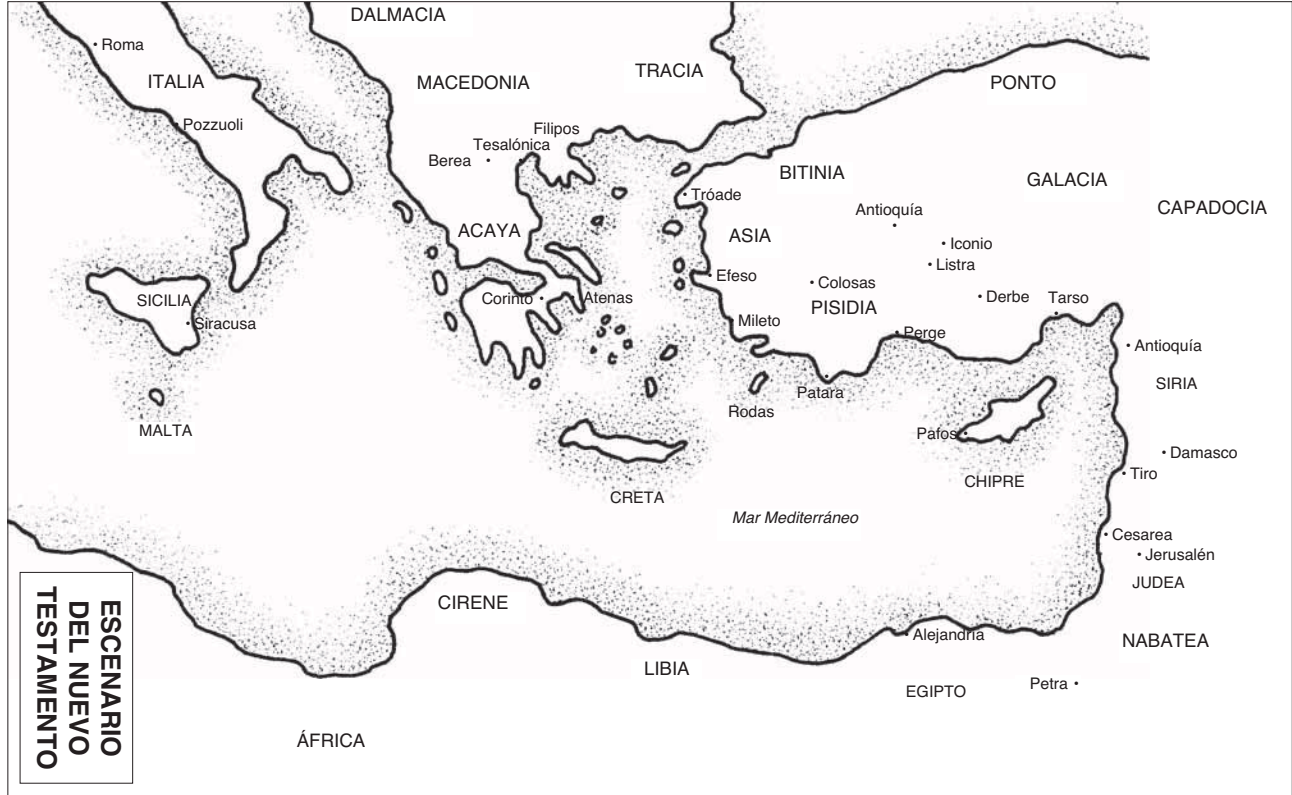 DALMACIA
Roma
ITALIA
MACEDONIA
TRACIA
PONTO
Pozzuoli
Filipos
Tesalónica
Berea
BITINIA
GALACIA
Tróade
CAPADOCIA
Antioquía
ACAYA
ASIA
Iconio
Listra
Efeso
Colosas
SICILIA
Corinto
Atenas
PISIDIA
Derbe
Tarso
Siracusa
Mileto
Perge
Antioquía
SIRIA
Patara
Rodas
MALTA
Pafos
Damasco
Tiro
CHIPRE
CRETA
Mar Mediterráneo
Cesarea
Jerusalén
JUDEA
CIRENE
Alejandría
NABATEA
LIBIA
Petra
EGIPTO
ÁFRICA
ESCENARIO
DEL NUEVO
TESTAMENTO